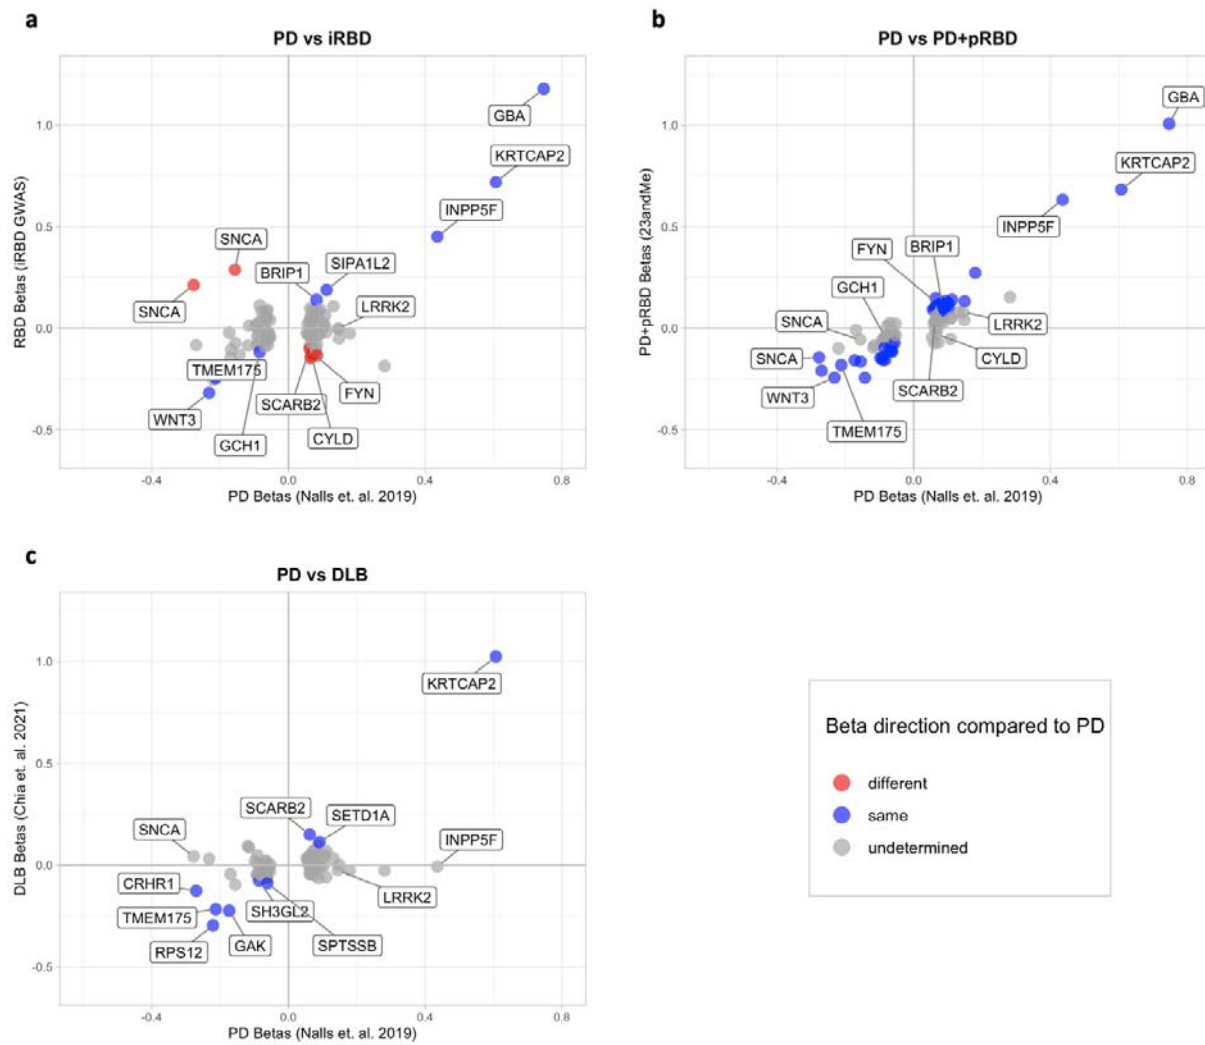 a
PD vs iRBD
RBD Betas (iRBD GWAS)
1.0
0.5
0.0
-0.5
GBA
KRTCAP2
INPP5F
SNCA
BRIP1
SIPA1L2
SNCA
LRRK2
TMEM175
WNT3
SCARB2
FYN
GCH1
CYLD
-0.4
0.0
0.4
0.8
PD Betas (Nalls et. al. 2019)
b
PD vs PD+pRBD
PD+pRBD Betas (23andMe)
1.0
0.5
0.0
-0.5
GBA
KRTCAP2
INPP5F
FYN
BRIP1
GCH1
SNCA
LRRK2
SNCA
CYLD
WNT3
SCARB2
TMEM175
-0.4
0.0
0.4
0.8
PD Betas (Nalls et. al. 2019)
c
PD vs DLB
DLB Betas (Chia et. al. 2021)
1.0
0.5
0.0
-0.5
KRTCAP2
SCARB2
SETD1A
SNCA
INPP5F
CRHR1
LRRK2
TMEM175
SH3GL2
RPS12
GAK
SPTSSB
-0.4
0.0
0.4
0.8
PD Betas (Nalls et. al. 2019)
Beta direction compared to PD
different
same
undetermined